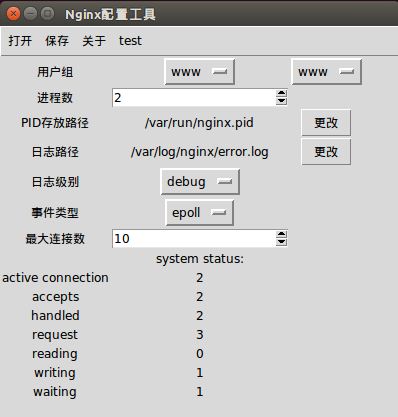 Nginx配置工具
打开 保存 关于 test
用户组 www www
进程数 2
PID存放路径 /var/run/nginx.pid 更改
日志路径 /var/log/nginx/error.log 更改
日志级别 debug
事件类型 epoll
最大连接数 10
system status:
active connection 2
accepts 2
handled 2
request 3
reading 0
writing 1
waiting 1